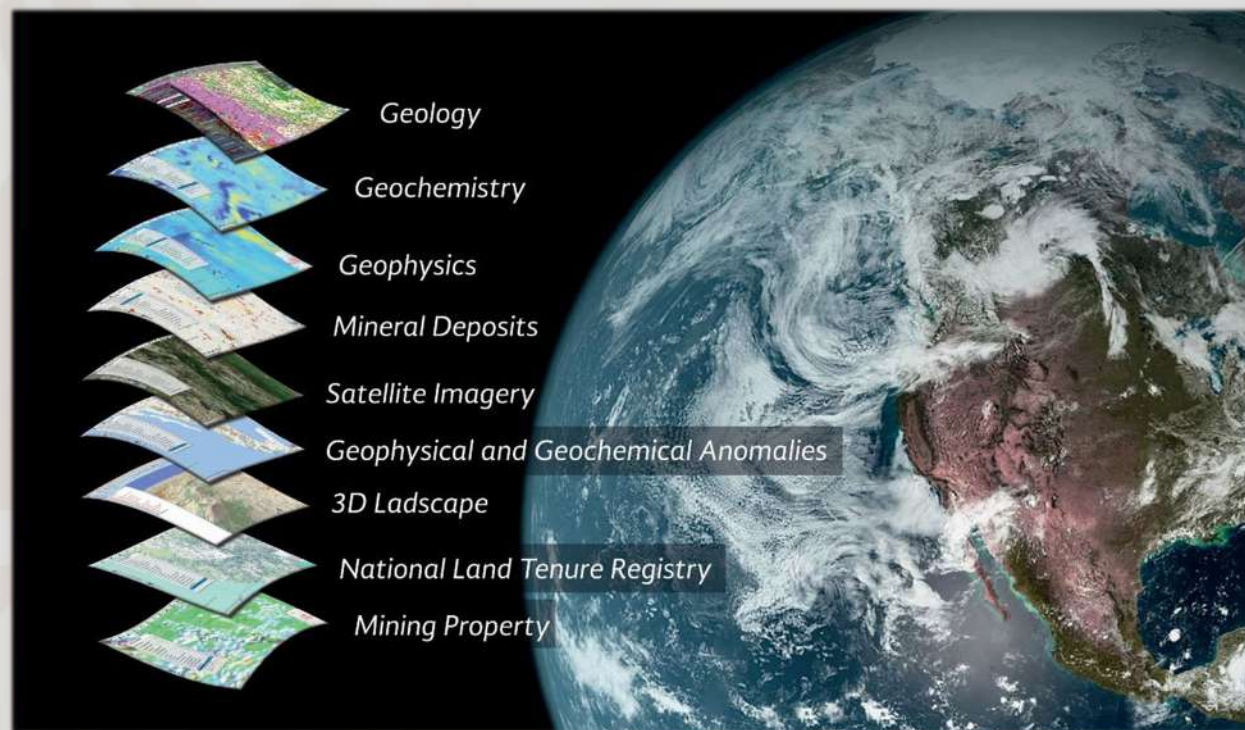 Geology
Geochemistry
Geophysics
Mineral Deposits
Satellite Imagery
Geophysical and Geochemical Anomalies
3D Ladscape
National Land Tenure Registry
Mining Property